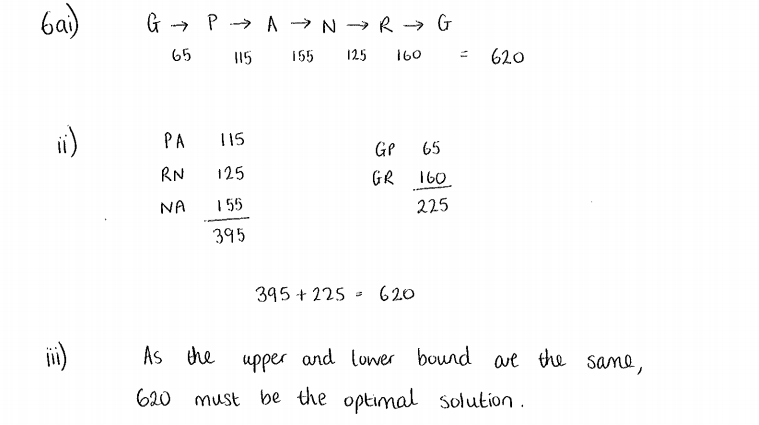 6ai) G → P → A → N → R → G
65 115 155 125 160 = 620
ii) PA 115
RN 125
NA 155
395
GP 65
GR 160
225
395 + 225 = 620
iii) As the upper and lower bound are the same,
620 must be the optimal solution.